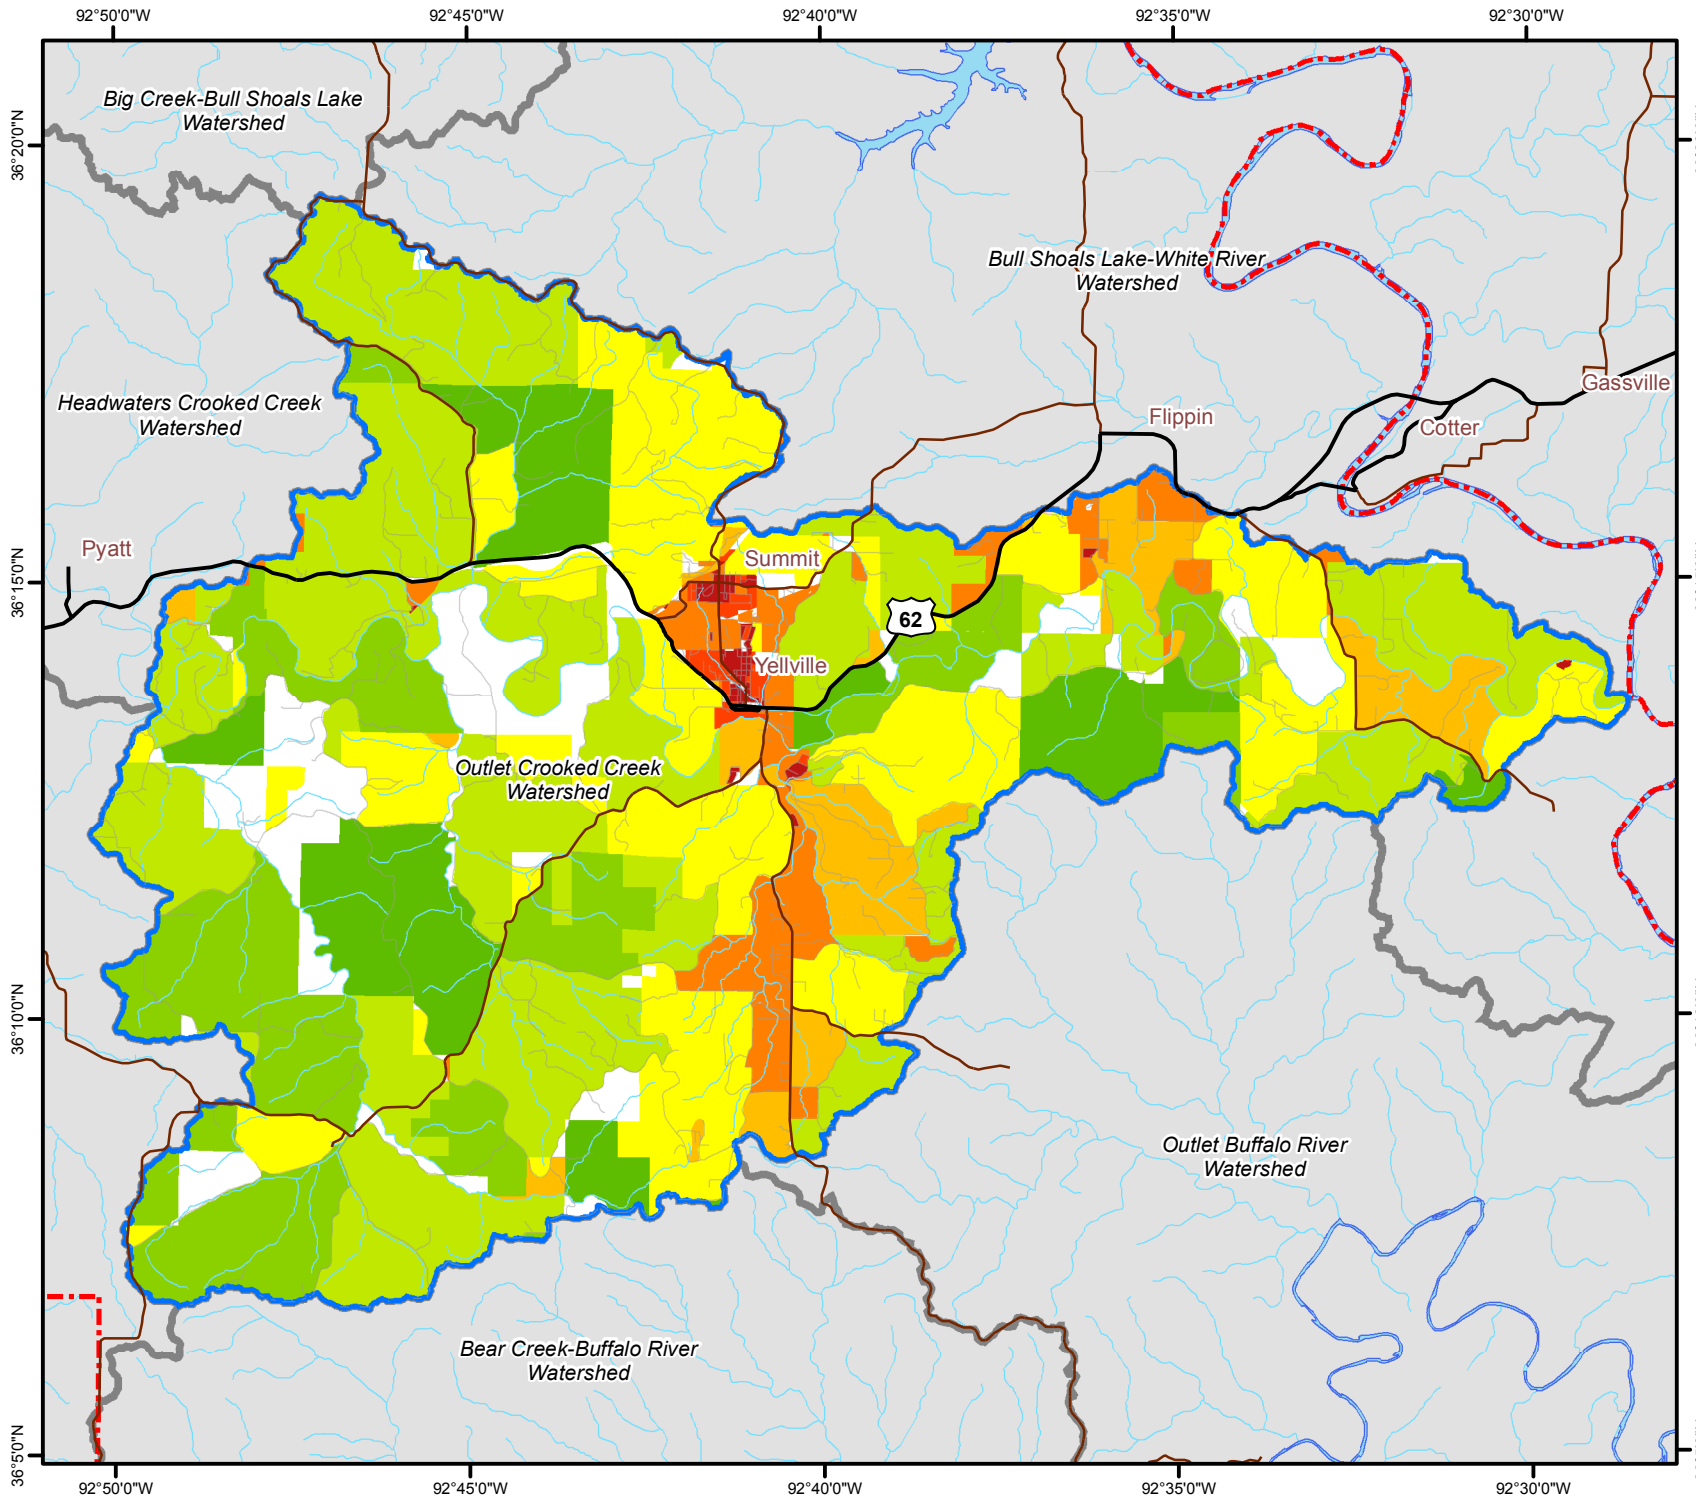 92°50'0"W
92°45'0"W
92°40'0"W
92°35'0"W
92°30'0"W
36°20'0"N
Big Creek-Bull Shoals Lake
Watershed
Bull Shoals Lake-White River
Watershed
Headwaters Crooked Creek
Watershed
Gassville
Flippin
Cotter
Pyatt
Summit
36°15'0"N
62
Yellville
Outlet Crooked Creek
Watershed
36°10'0"N
Outlet Buffalo River
Watershed
Bear Creek-Buffalo River
Watershed
36°5'0"N
92°50'0"W
92°45'0"W
92°40'0"W
92°35'0"W
92°30'0"W